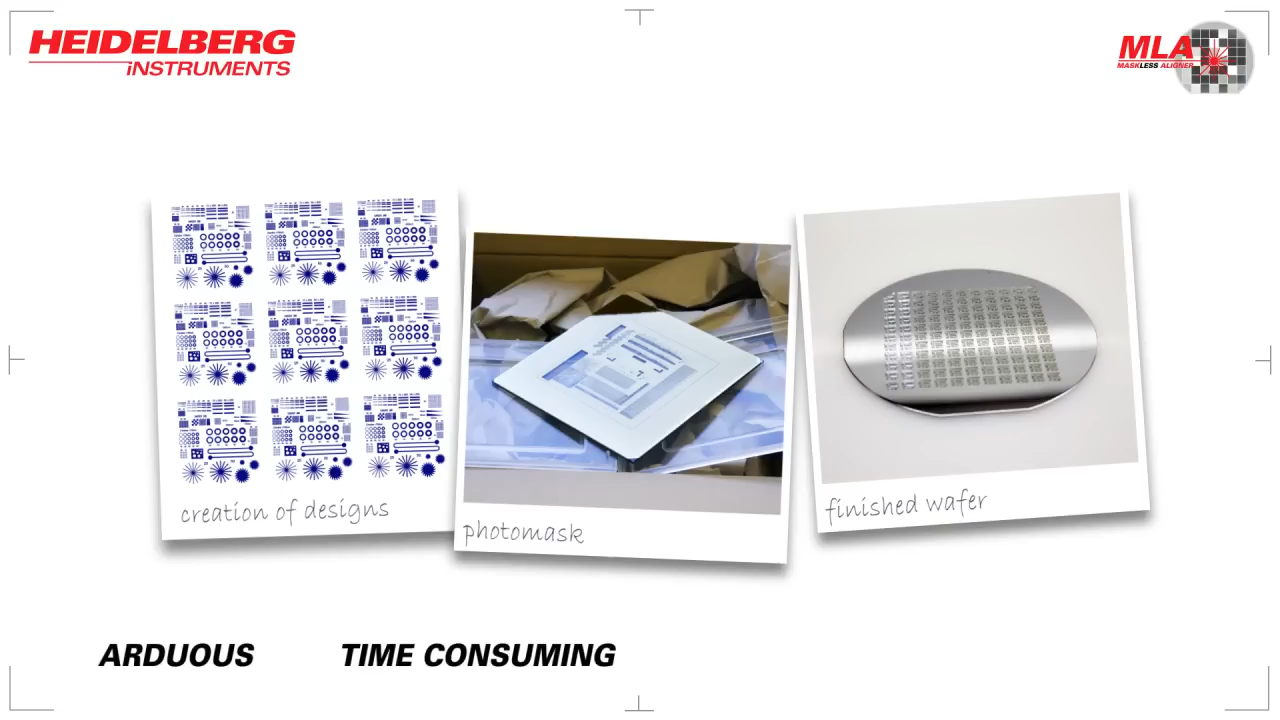 HEIDELBERG
INSTRUMENTS
MLA
MASKLESS ALIGNER
creation of designs
photomask
finished wafer
ARDUOUS
TIME CONSUMING